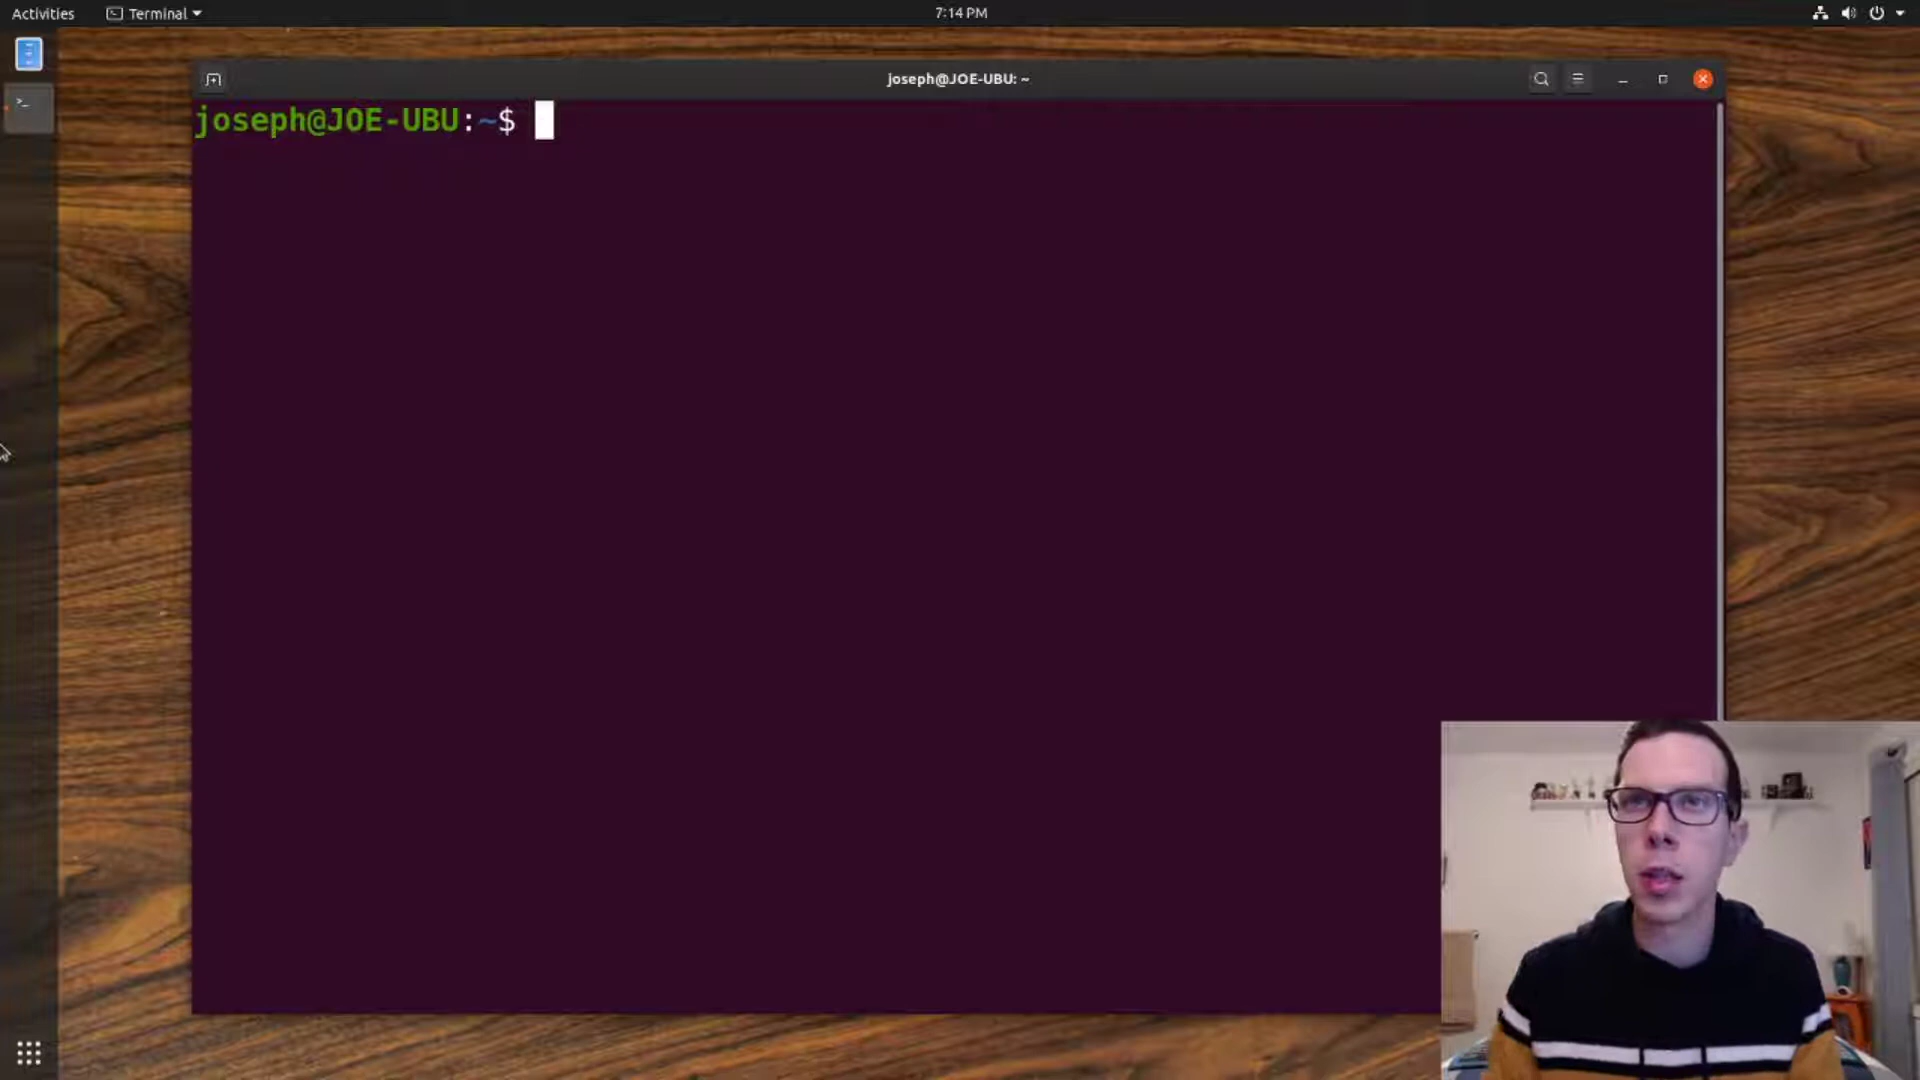 Activities
Terminal
7:14 PM
joseph@JOE-UBU: ~
joseph@JOE-UBU:~$